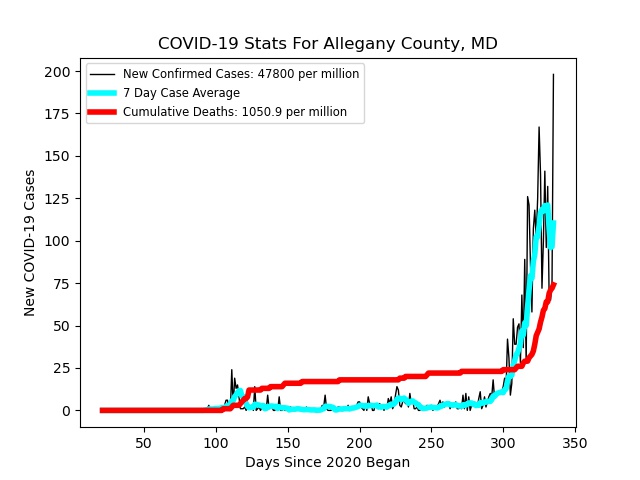 COVID-19 Stats For Allegany County, MD
New Confirmed Cases: 47800 per million
7 Day Case Average
Cumulative Deaths: 1050.9 per million
New COVID-19 Cases
200
175
150
125
100
75
50
25
0
50 100 150 200 250 300 350
Days Since 2020 Began